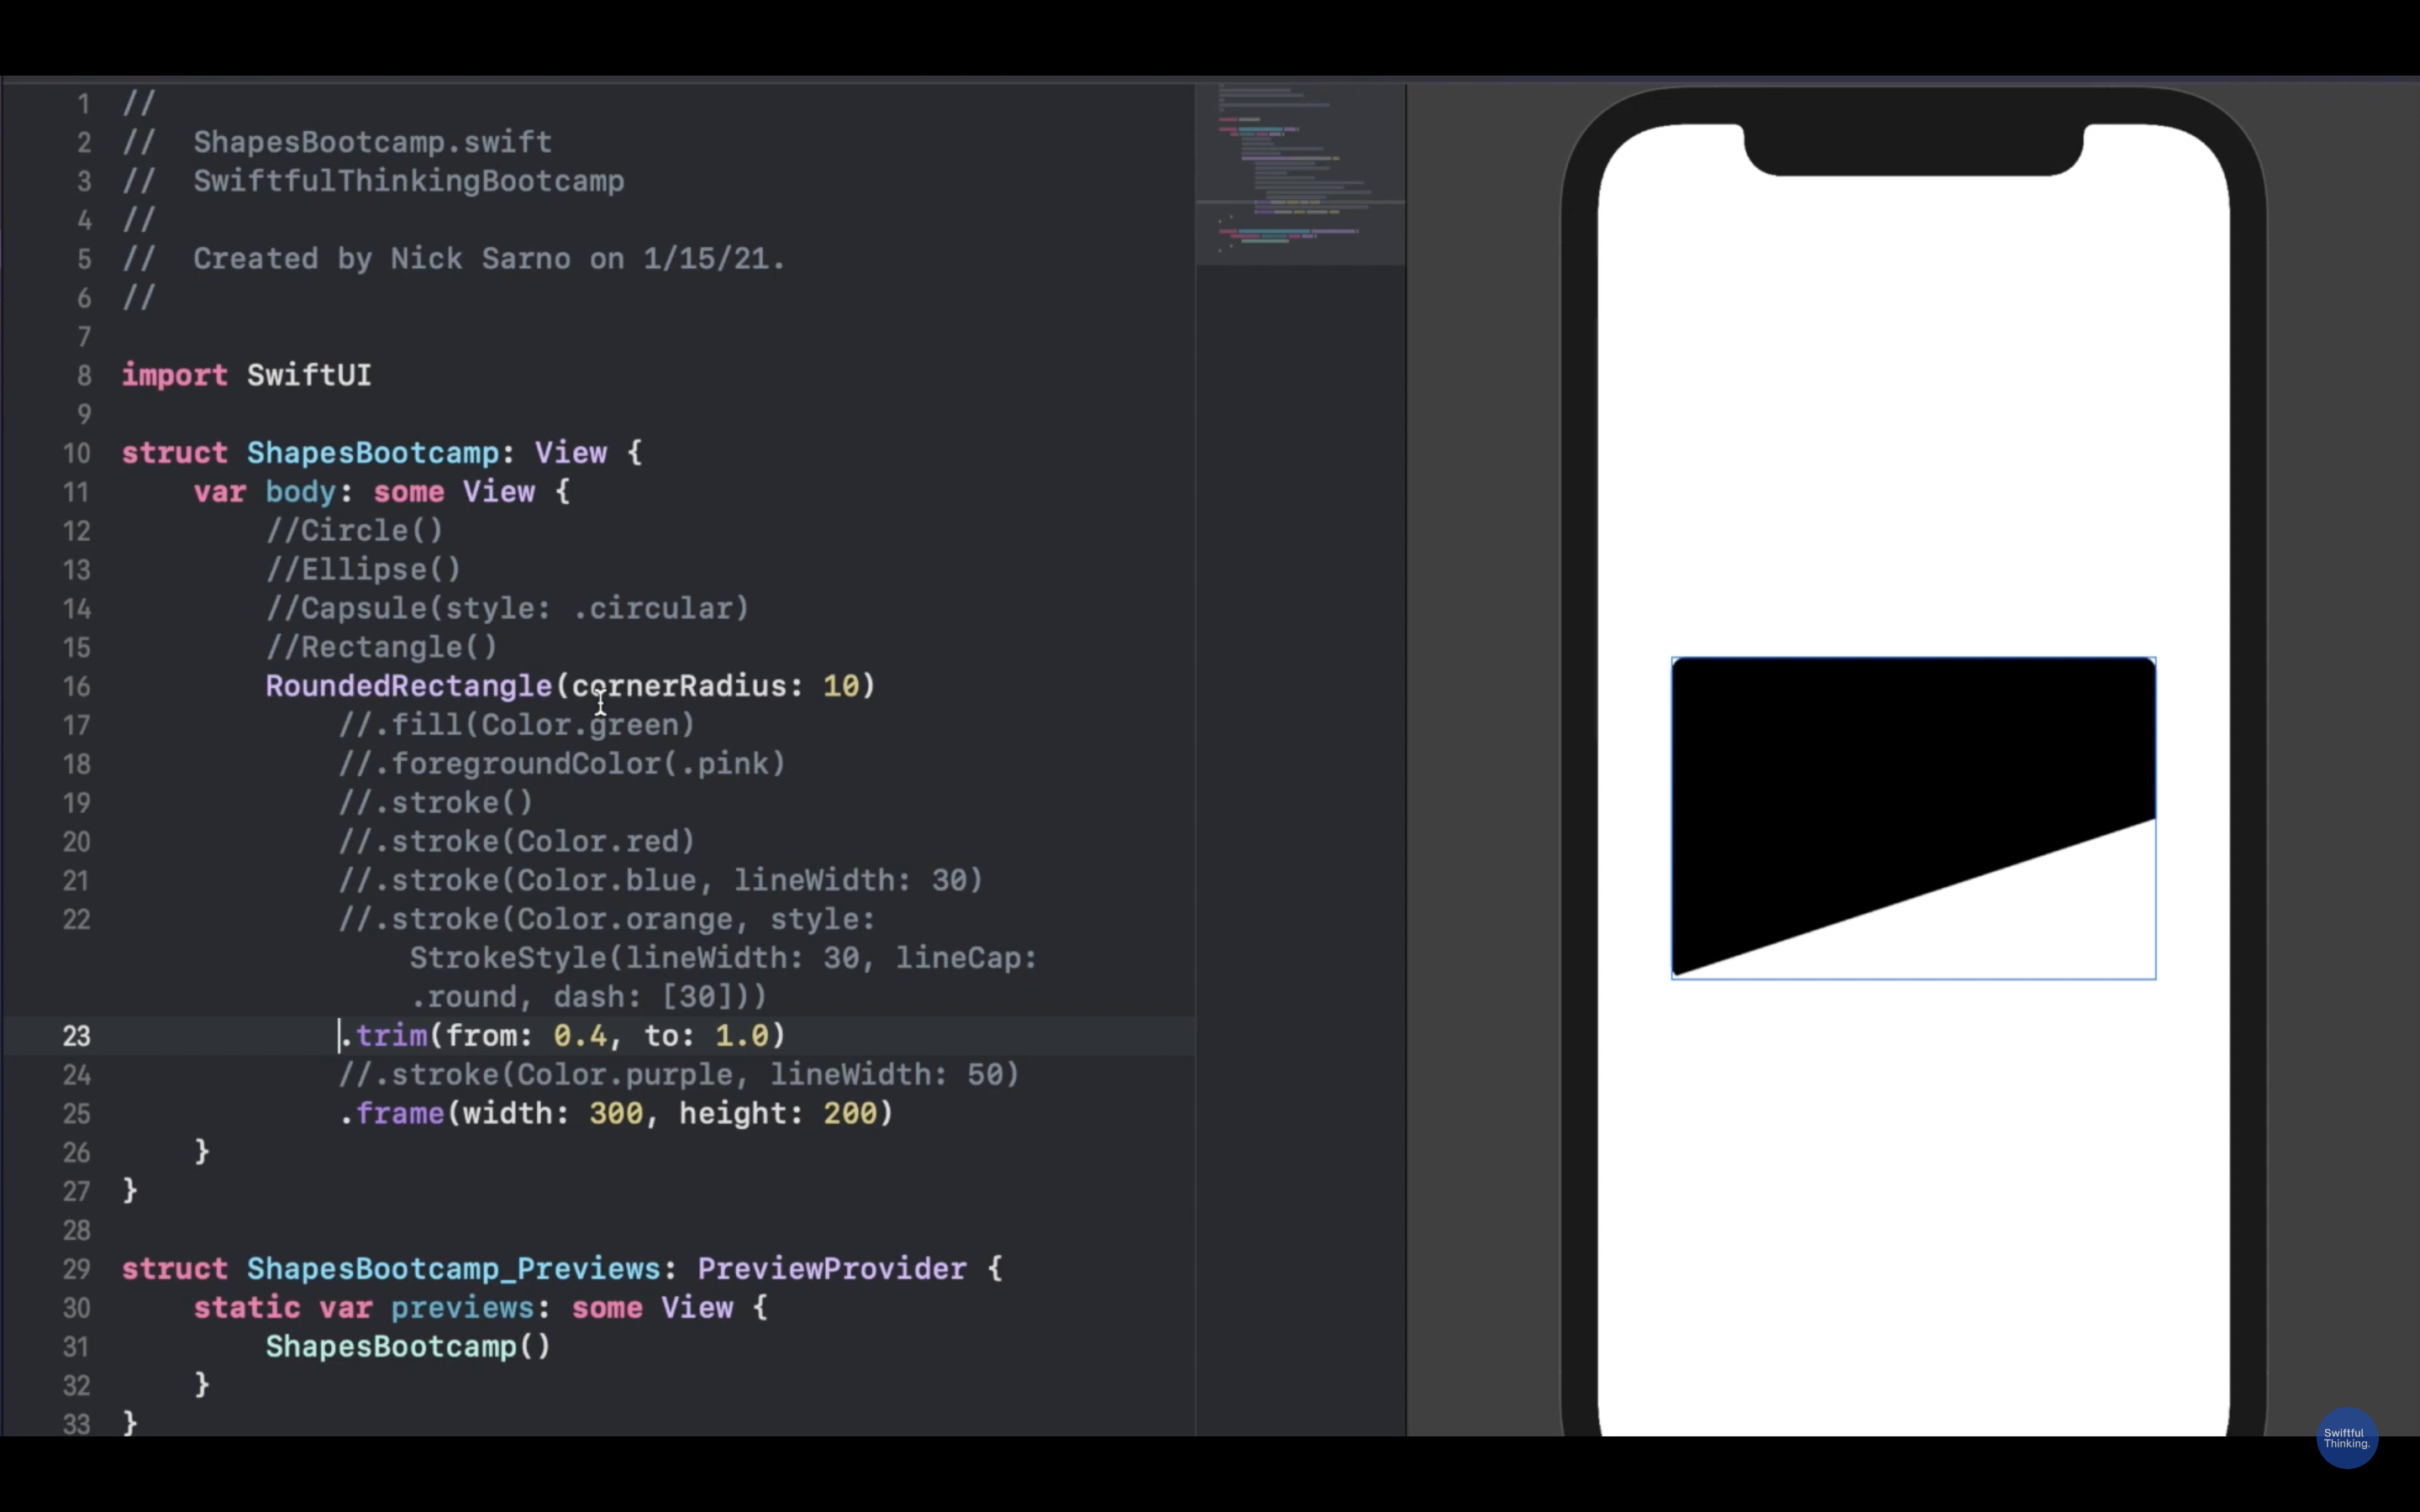 1 //
2 //  ShapesBootcamp.swift
3 //  SwiftfulThinkingBootcamp
4 //
5 //  Created by Nick Sarno on 1/15/21.
6 //
7
8 import SwiftUI
9
10 struct ShapesBootcamp: View {
11     var body: some View {
12         //Circle()
13         //Ellipse()
14         //Capsule(style: .circular)
15         //Rectangle()
16         RoundedRectangle(cornerRadius: 10)
17             //.fill(Color.green)
18             //.foregroundColor(.pink)
19             //.stroke()
20             //.stroke(Color.red)
21             //.stroke(Color.blue, lineWidth: 30)
22             //.stroke(Color.orange, style:
                StrokeStyle(lineWidth: 30, lineCap:
                .round, dash: [30]))
23             .trim(from: 0.4, to: 1.0)
24             //.stroke(Color.purple, lineWidth: 50)
25             .frame(width: 300, height: 200)
26     }
27 }
28
29 struct ShapesBootcamp_Previews: PreviewProvider {
30     static var previews: some View {
31         ShapesBootcamp()
32     }
33 }
Swiftful
Thinking.